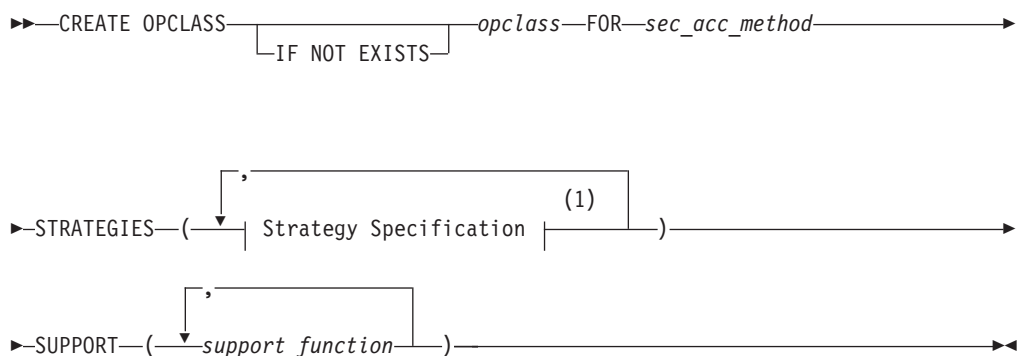 CREATE OPCLASS opclass FOR sec_acc_method
IF NOT EXISTS
,
(1)
STRATEGIES ( Strategy Specification )
,
SUPPORT ( support function )